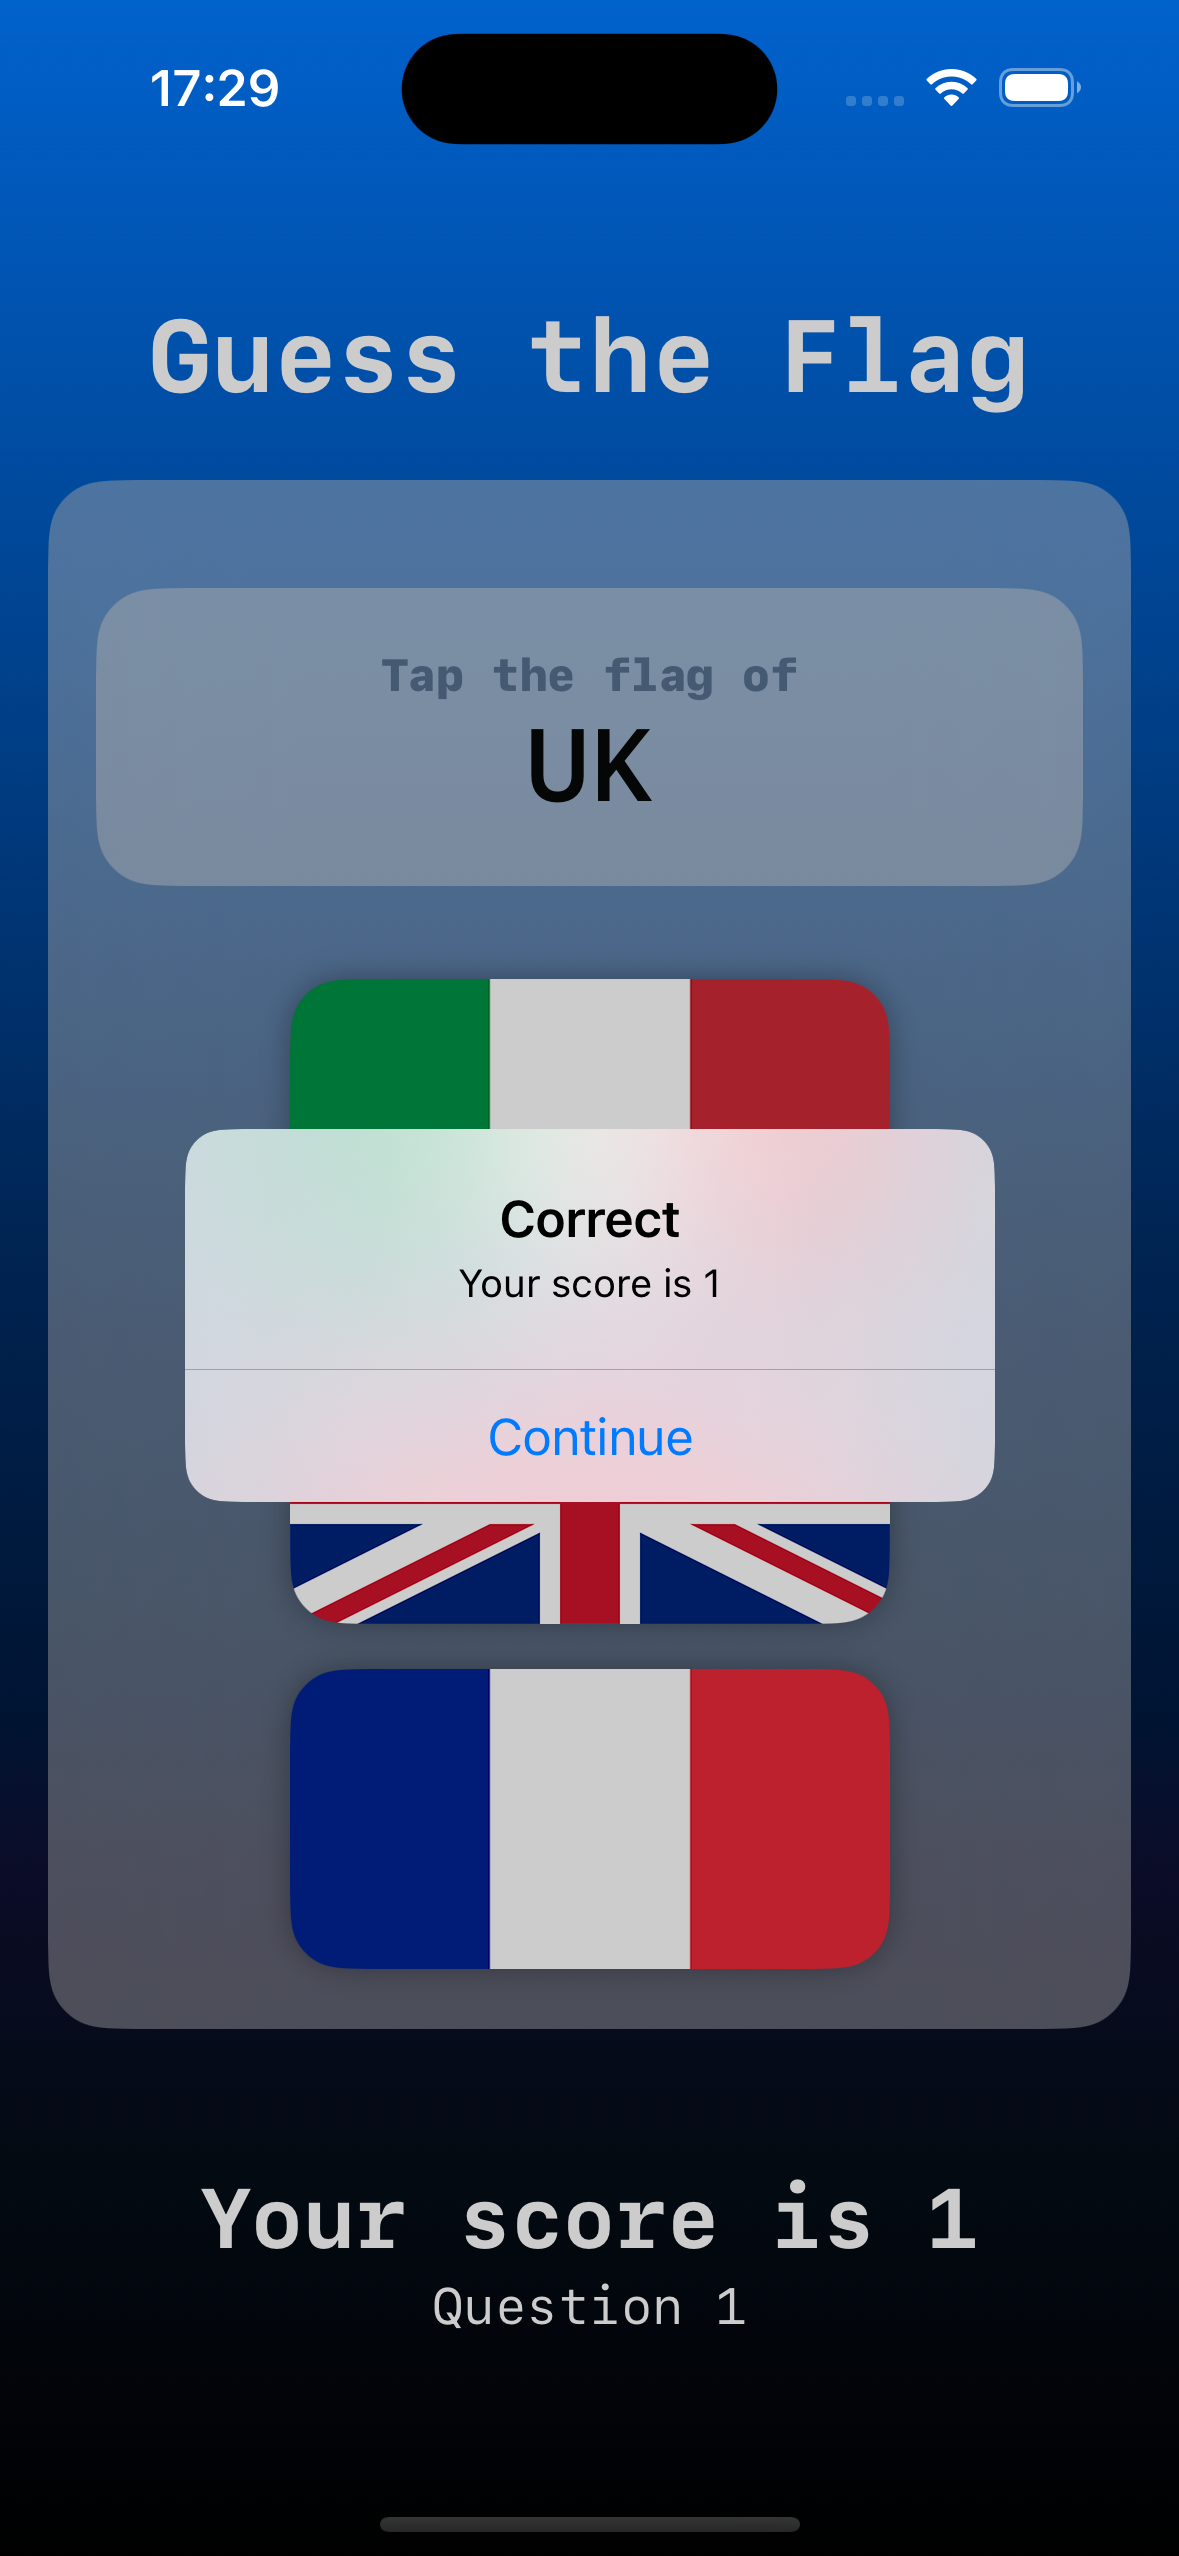 17:29
Guess the Flag
Tap the flag of
UK
Correct
Your score is 1
Continue
Your score is 1
Question 1